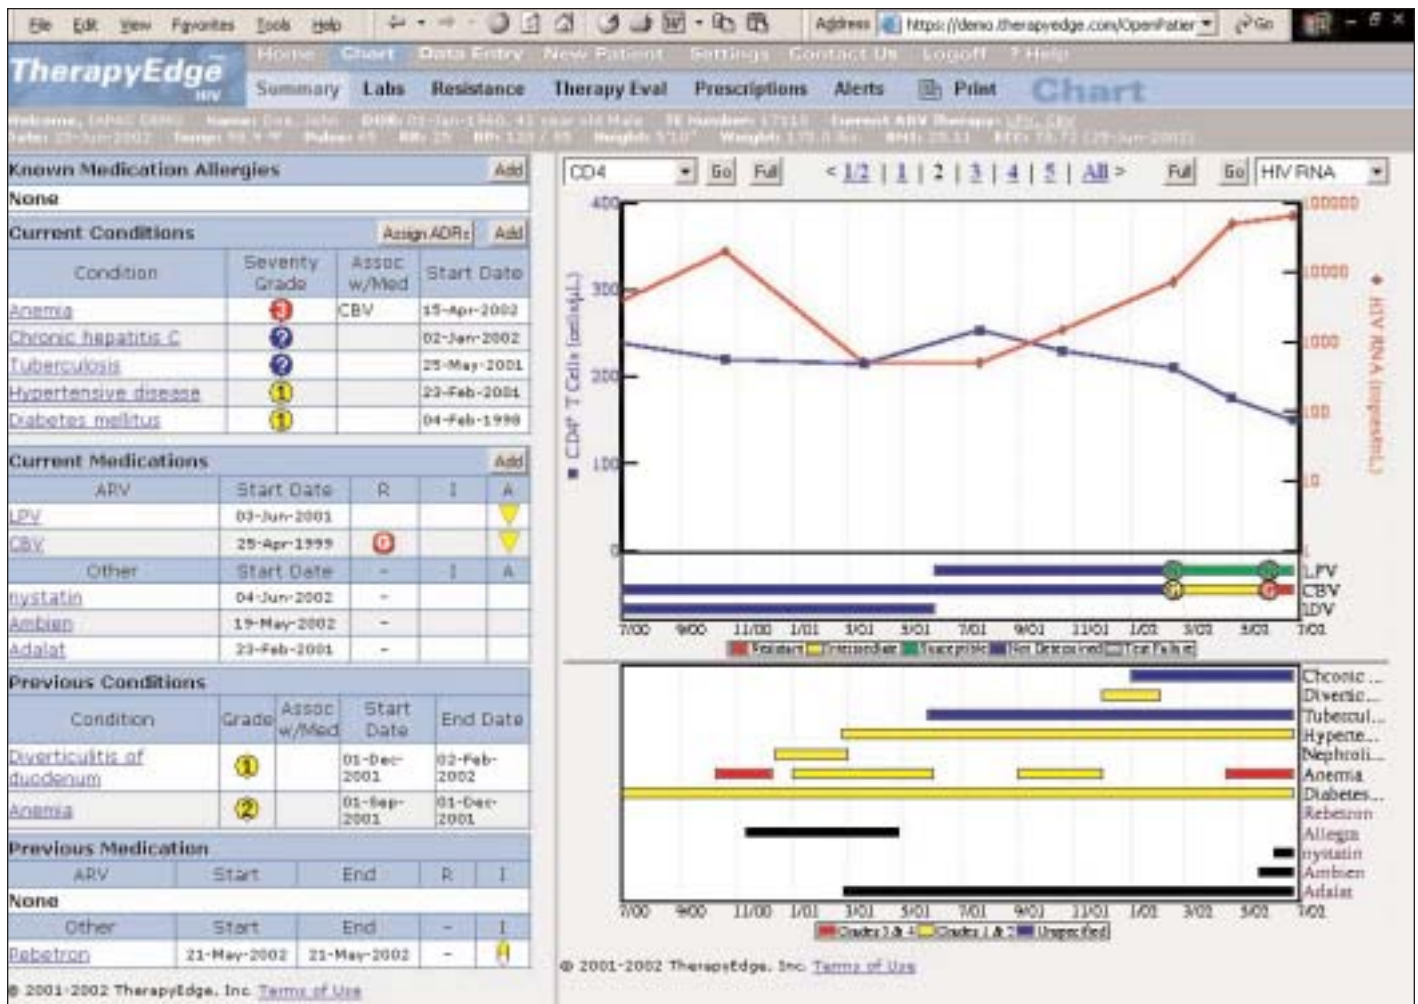 File Edit View Favorites Tools Help
Address https://demo.therapyedge.com/OpenPatier Go
TherapyEdge HIV
Home Chart Data Entry New Patient Settings Contact Us Logoff ? Help
Summary Labs Resistance Therapy Eval Prescriptions Alerts Print Chart
Known Medication Allergies Add
None
Current Conditions Assign ADRs Add
Condition Severity Grade Assoc w/Med Start Date
Anemia 3 CBV 15-Apr-2002
Chronic hepatitis C ? 02-Jan-2002
Tuberculosis ? 25-May-2001
Hypertensive disease 1 23-Feb-2001
Diabetes mellitus 1 04-Feb-1998
Current Medications Add
ARV Start Date R I A
LPV 03-Jun-2001
CBV 25-Apr-1999 G
Other Start Date - I A
nystatin 04-Jun-2002 -
Ambien 19-May-2002 -
Adalat 23-Feb-2001 -
Previous Conditions
Condition Grade Assoc w/Med Start Date End Date
Diverticulitis of duodenum 1 01-Dec-2001 02-Feb-2002
Anemia 2 01-Sep-2001 01-Dec-2001
Previous Medication
ARV Start End R I
None
Other Start End - I
Rebetron 21-May-2002 21-May-2002 -
© 2001-2002 TherapyEdge, Inc. Terms of Use
CD4 Go Full < 1/2 | 1 | 2 | 3 | 4 | 5 | All > Full Go HIV RNA
400
300
200
100
0
CD4+ T Cells (cells/µL)
100000
10000
1000
100
10
1
HIV RNA (copies/mL)
LPV
CBV
IDV
7/00 9/00 11/00 1/01 3/01 5/01 7/01 9/01 11/01 1/02 3/02 5/02 7/02
Resistant Intermediate Susceptible Not Determined Test Failure
Chronic ...
Divertic...
Tubercul...
Hyperte...
Nephroli...
Anemia
Diabetes...
Rebetron
Allegra
nystatin
Ambien
Adalat
7/00 9/00 11/00 1/01 3/01 5/01 7/01 9/01 11/01 1/02 3/02 5/02 7/02
Grades 3 & 4 Grades 1 & 2 Unspecified
© 2001-2002 TherapyEdge, Inc. Terms of Use